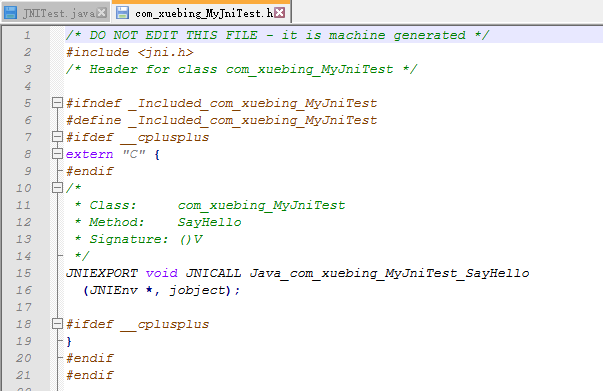 JNITest.java com_xuebing_MyJniTest.h
1 /* DO NOT EDIT THIS FILE - it is machine generated */
2 #include <jni.h>
3 /* Header for class com_xuebing_MyJniTest */
4
5 #ifndef _Included_com_xuebing_MyJniTest
6 #define _Included_com_xuebing_MyJniTest
7 #ifdef __cplusplus
8 extern "C" {
9 #endif
10 /*
11  * Class:     com_xuebing_MyJniTest
12  * Method:    SayHello
13  * Signature: ()V
14  */
15 JNIEXPORT void JNICALL Java_com_xuebing_MyJniTest_SayHello
16   (JNIEnv *, jobject);
17
18 #ifdef __cplusplus
19 }
20 #endif
21 #endif